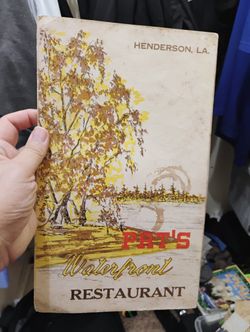 HENDERSON, LA.
PAT'S
Waterfront
RESTAURANT